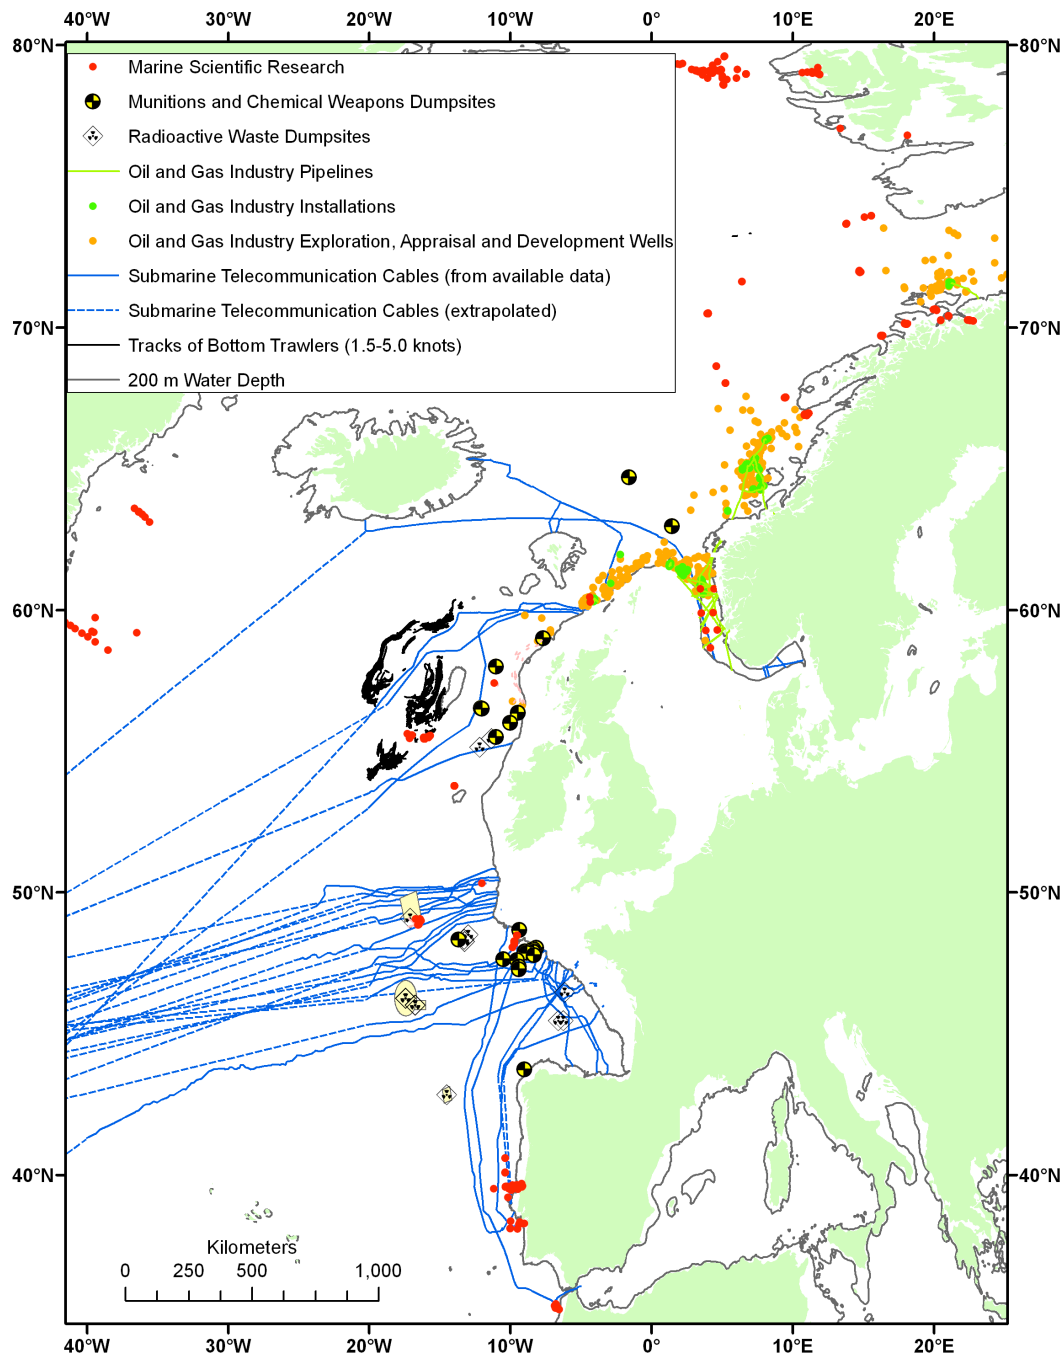 40°W 30°W 20°W 10°W 0° 10°E 20°E
80°N 80°N
Marine Scientific Research
Munitions and Chemical Weapons Dumpsites
Radioactive Waste Dumpsites
Oil and Gas Industry Pipelines
Oil and Gas Industry Installations
Oil and Gas Industry Exploration, Appraisal and Development Wells
Submarine Telecommunication Cables (from available data)
Submarine Telecommunication Cables (extrapolated)
70°N 70°N
Tracks of Bottom Trawlers (1.5-5.0 knots)
200 m Water Depth
60°N 60°N
50°N 50°N
40°N 40°N
Kilometers
0 250 500 1,000
40°W 30°W 20°W 10°W 0° 10°E 20°E